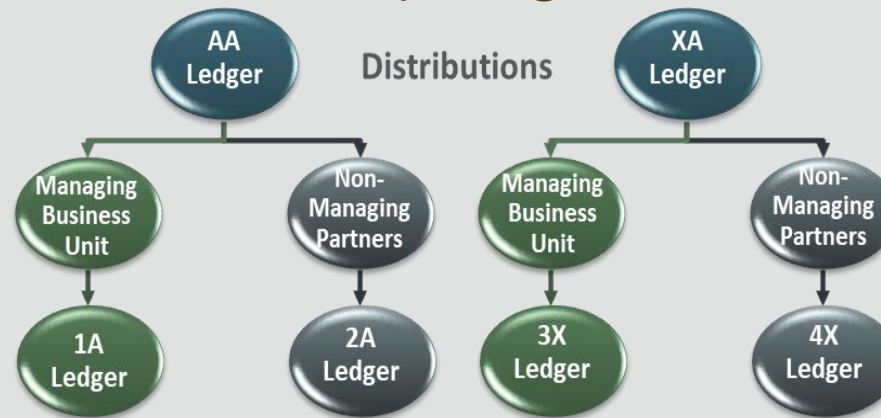 AA
Ledger
Distributions
XA
Ledger
Managing
Business
Unit
Non-
Managing
Partners
Managing
Business
Unit
Non-
Managing
Partners
1A
Ledger
2A
Ledger
3X
Ledger
4X
Ledger